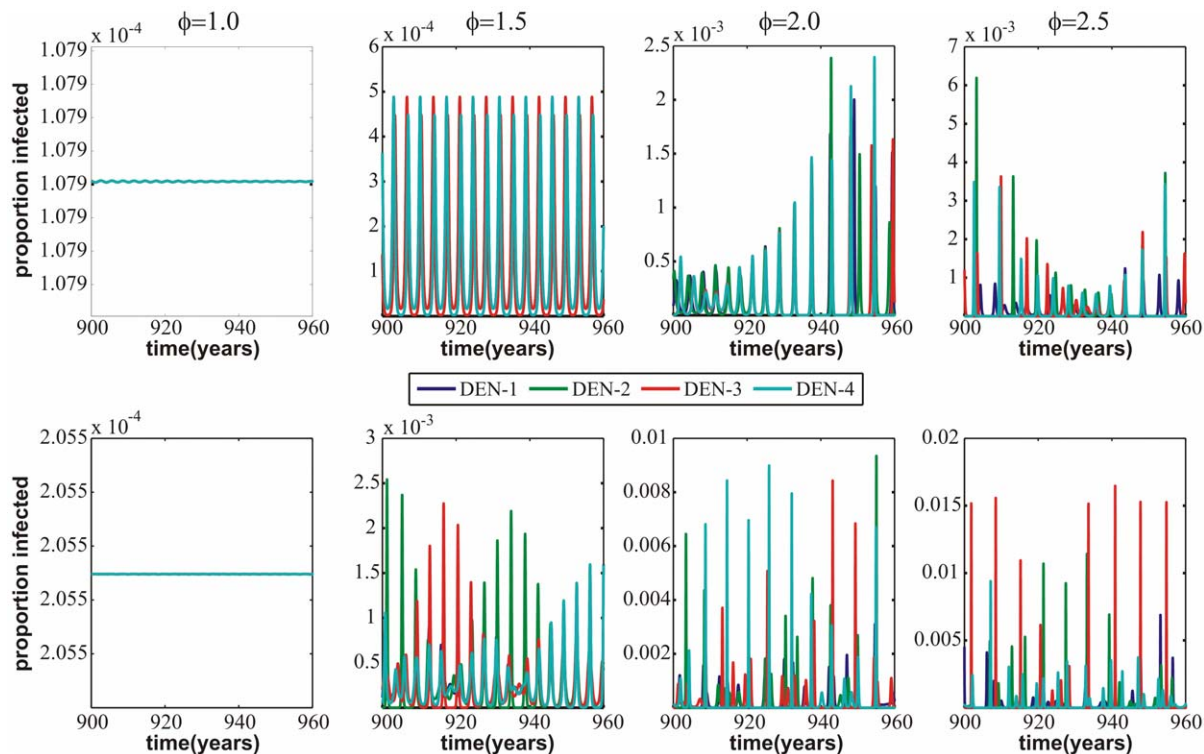 ϕ=1.0 ϕ=1.5 ϕ=2.0 ϕ=2.5
x 10⁻⁴ x 10⁻⁴ x 10⁻³ x 10⁻³
proportion infected
1.079
1.079
1.079
1.079
1.079
1.079
1.079
1.079
900 920 940 960
time(years)
6
5
4
3
2
1
900 920 940 960
time(years)
2.5
2
1.5
1
0.5
900 920 940 960
time(years)
7
6
5
4
3
2
1
900 920 940 960
time(years)
DEN-1 DEN-2 DEN-3 DEN-4
x 10⁻⁴ x 10⁻³
proportion infected
2.055
2.055
2.055
2.055
2.055
900 920 940 960
time(years)
3
2.5
2
1.5
1
0.5
900 920 940 960
time(years)
0.01
0.008
0.006
0.004
0.002
900 920 940 960
time(years)
0.02
0.015
0.01
0.005
900 920 940 960
time(years)